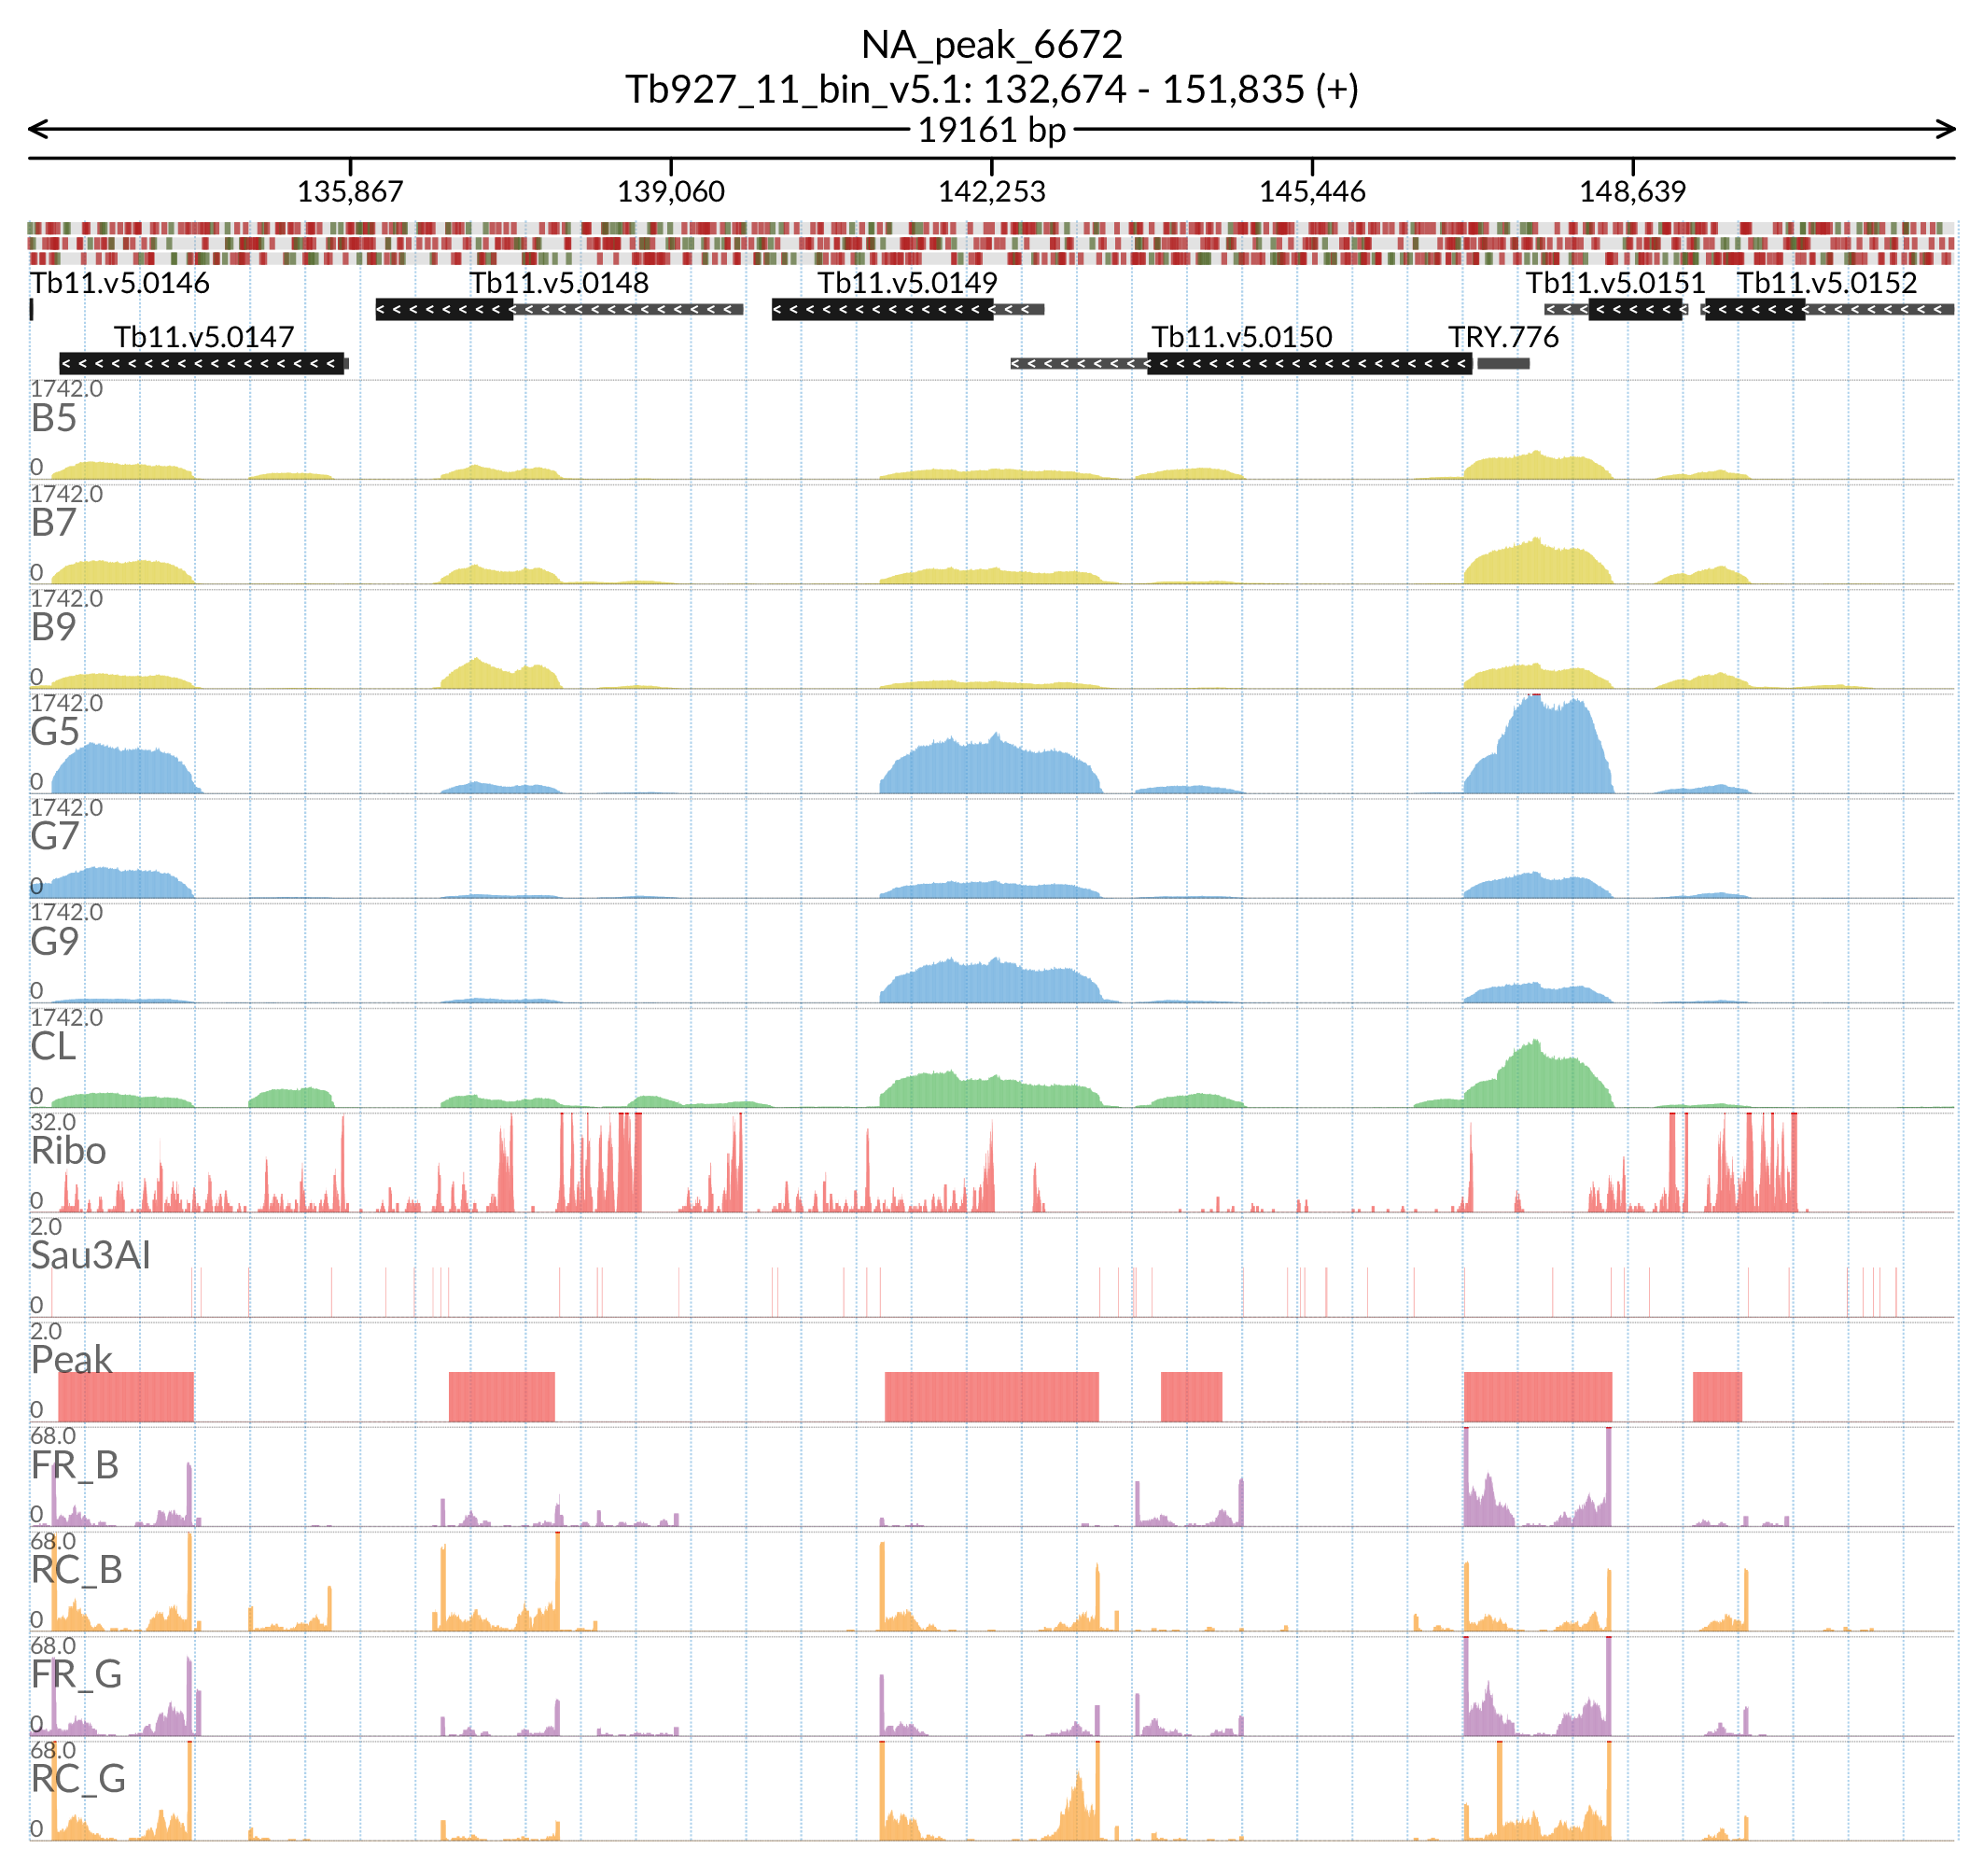 NA_peak_6672
Tb927_11_bin_v5.1: 132,674 - 151,835 (+)
19161 bp
135,867 139,060 142,253 145,446 148,639
Tb11.v5.0146 Tb11.v5.0148 Tb11.v5.0149 Tb11.v5.0151 Tb11.v5.0152
Tb11.v5.0147 Tb11.v5.0150 TRY.776
1742.0
B5
0
1742.0
B7
0
1742.0
B9
0
1742.0
G5
0
1742.0
G7
0
1742.0
G9
0
1742.0
CL
0
32.0
Ribo
0
2.0
Sau3AI
0
2.0
Peak
0
68.0
FR_B
0
68.0
RC_B
0
68.0
FR_G
0
68.0
RC_G
0